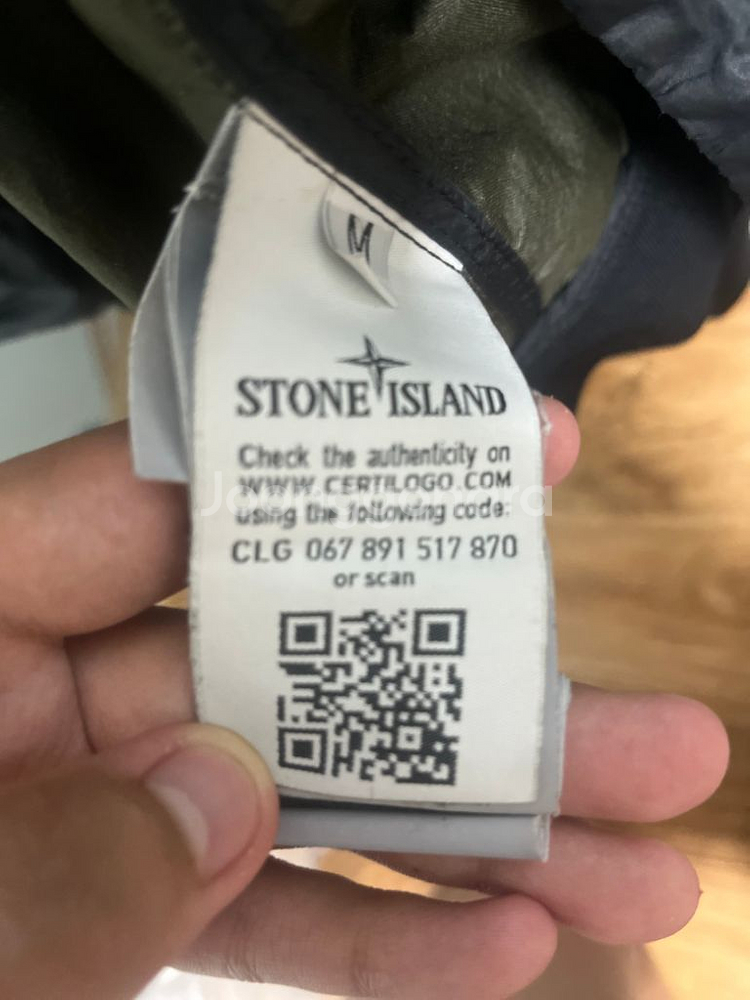 M
STONE ISLAND
Check the authenticity on
WWW.CERTILOGO.COM
using the following code:
CLG 067 891 517 870
or scan